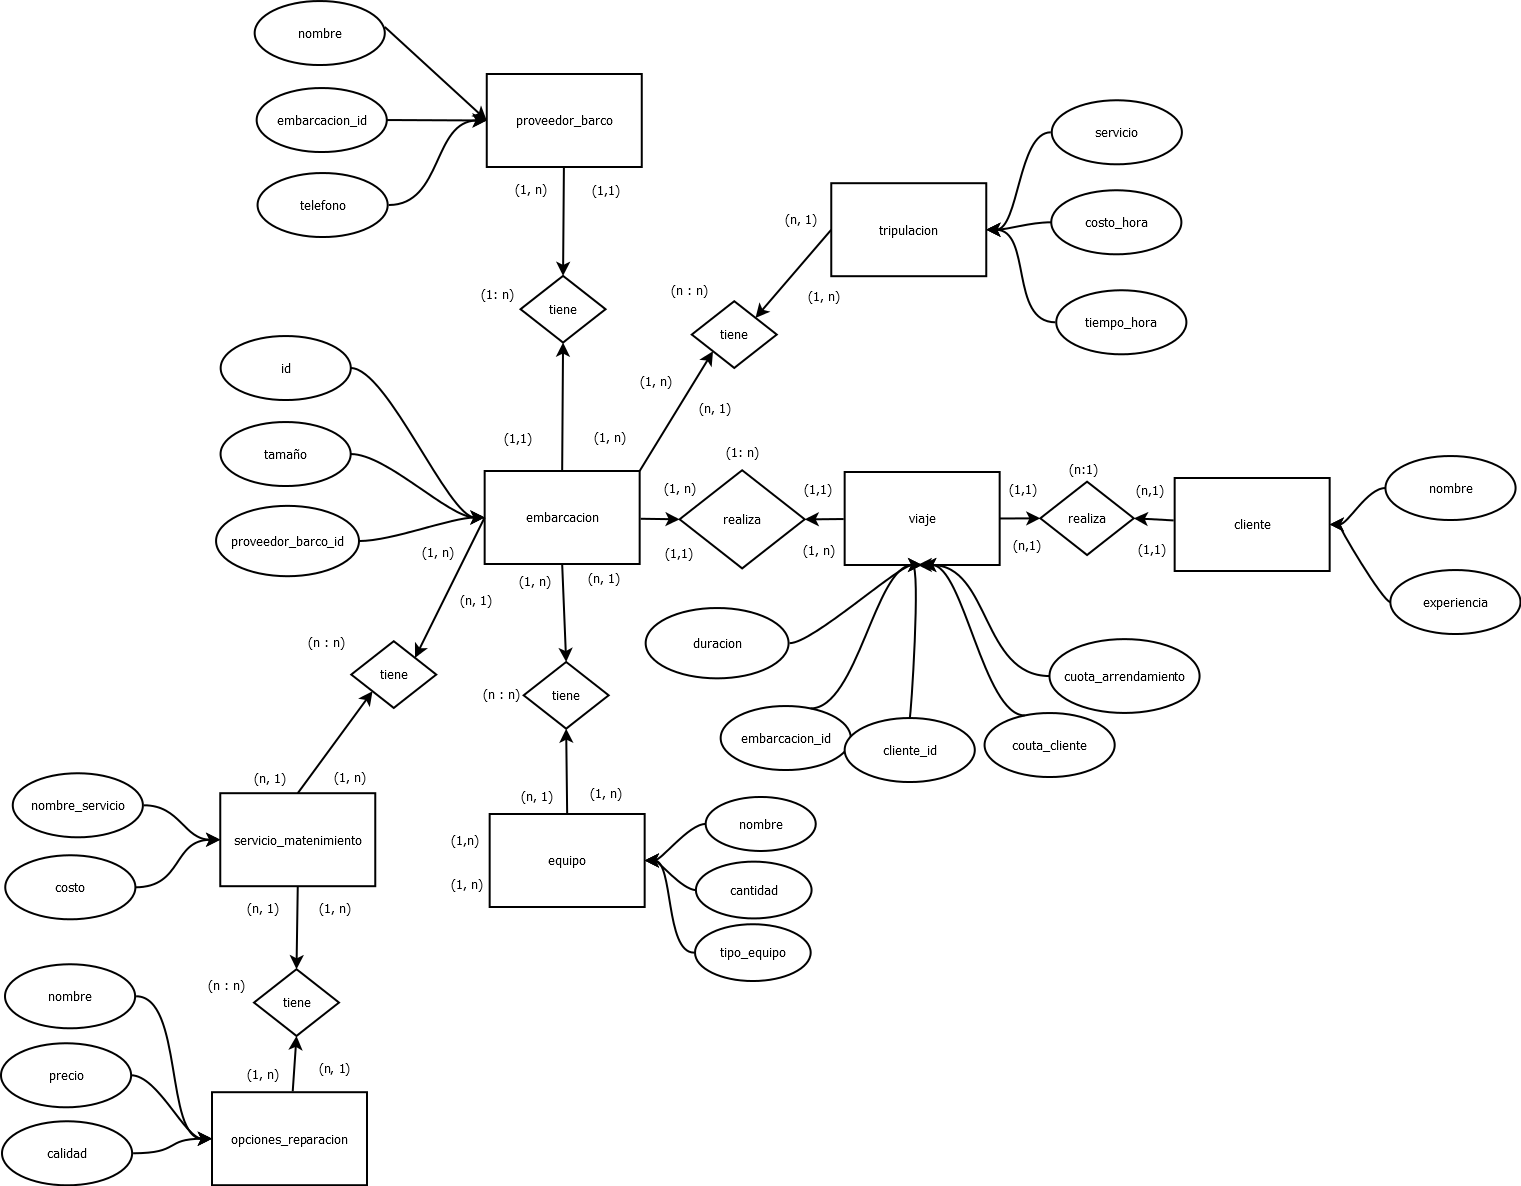 nombre
embarcacion_id
telefono
proveedor_barco
(1, n)
(1,1)
(1: n)
tiene
servicio
costo_hora
tiempo_hora
tripulacion
(n, 1)
(1, n)
(n : n)
tiene
(1, n)
(n, 1)
id
tamaño
proveedor_barco_id
(1,1)
(1, n)
embarcacion
(1, n)
(1,1)
(1: n)
realiza
(1,1)
(1, n)
viaje
(1,1)
(n,1)
(n:1)
realiza
(n,1)
(1,1)
cliente
nombre
experiencia
duracion
embarcacion_id
cliente_id
couta_cliente
cuota_arrendamiento
(1, n)
(n, 1)
(n : n)
tiene
(1, n)
(n, 1)
(n : n)
tiene
(n, 1)
(1, n)
(n, 1)
(1, n)
nombre_servicio
costo
servicio_matenimiento
(1,n)
(1, n)
equipo
nombre
cantidad
tipo_equipo
(n, 1)
(1, n)
(n : n)
tiene
(1, n)
(n, 1)
nombre
precio
calidad
opciones_reparacion